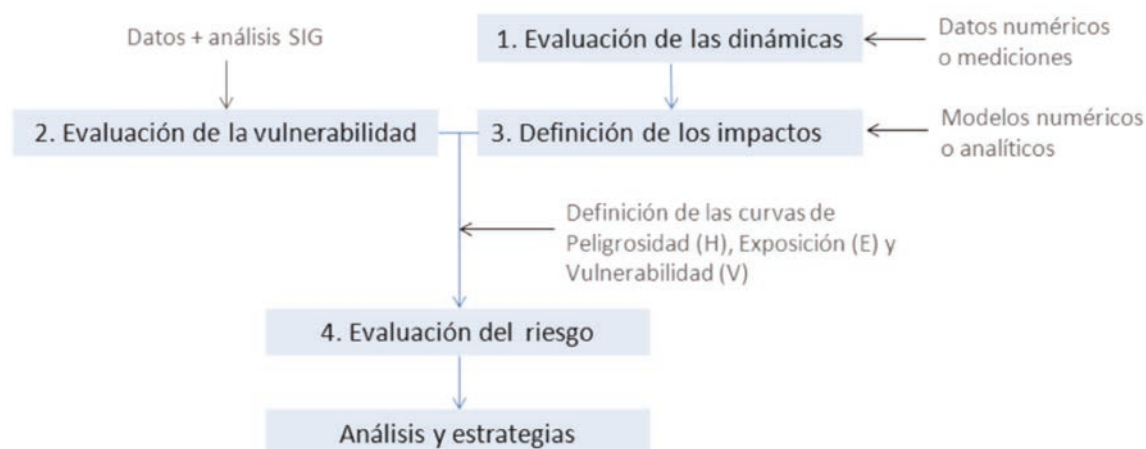 Datos + análisis SIG
1. Evaluación de las dinámicas
Datos numéricos
o mediciones
2. Evaluación de la vulnerabilidad
3. Definición de los impactos
Modelos numéricos
o analíticos
Definición de las curvas de
Peligrosidad (H), Exposición (E) y
Vulnerabilidad (V)
4. Evaluación del riesgo
Análisis y estrategias